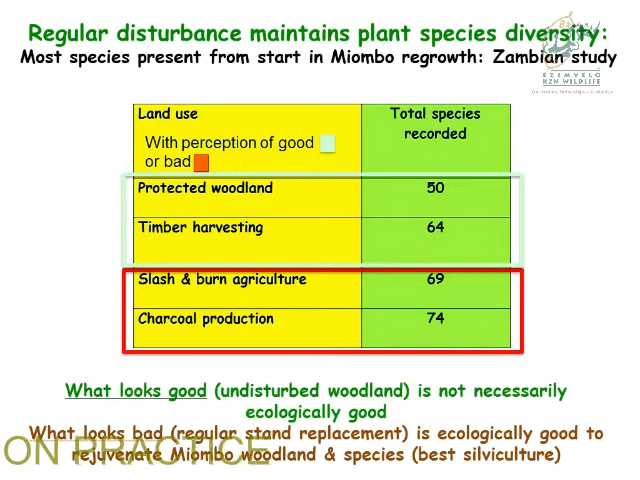 Regular disturbance maintains plant species diversity:
Most species present from start in Miombo regrowth: Zambian study
EZEMVELO
KZN WILDLIFE
Land use
Total species
recorded
With perception of good
or bad
Protected woodland
50
Timber harvesting
64
Slash & burn agriculture
69
Charcoal production
74
What looks good (undisturbed woodland) is not necessarily
ecologically good
What looks bad (regular stand replacement) is ecologically good to
rejuvenate Miombo woodland & species (best silviculture)
ON PRACTICE